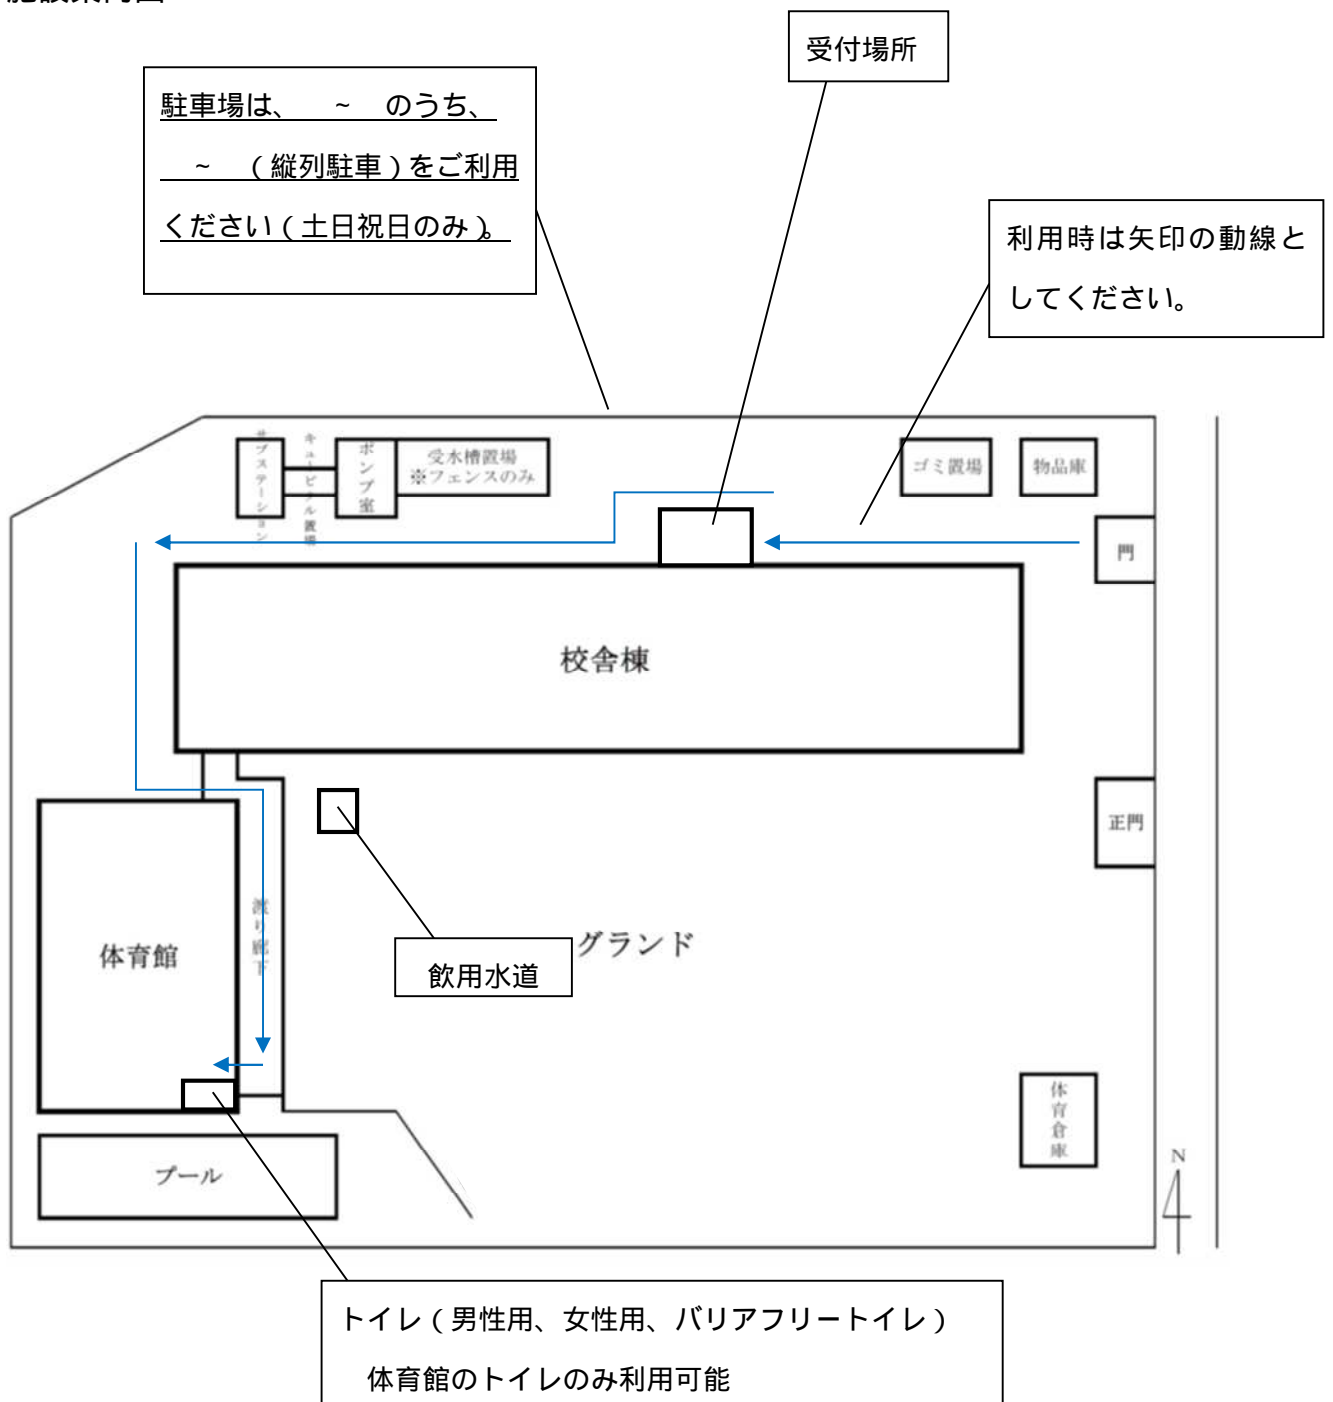 施設案内図
受付場所
駐車場は、　～　のうち、
　～　（縦列駐車）をご利用
ください（土日祝日のみ）。
利用時は矢印の動線と
してください。
サブステーション
キュービクル置場
ポンプ室
受水槽置場
※フェンスのみ
ゴミ置場
物品庫
門
校舎棟
正門
渡り廊下
体育館
グランド
飲用水道
体育倉庫
プール
N
トイレ（男性用、女性用、バリアフリートイレ）
体育館のトイレのみ利用可能